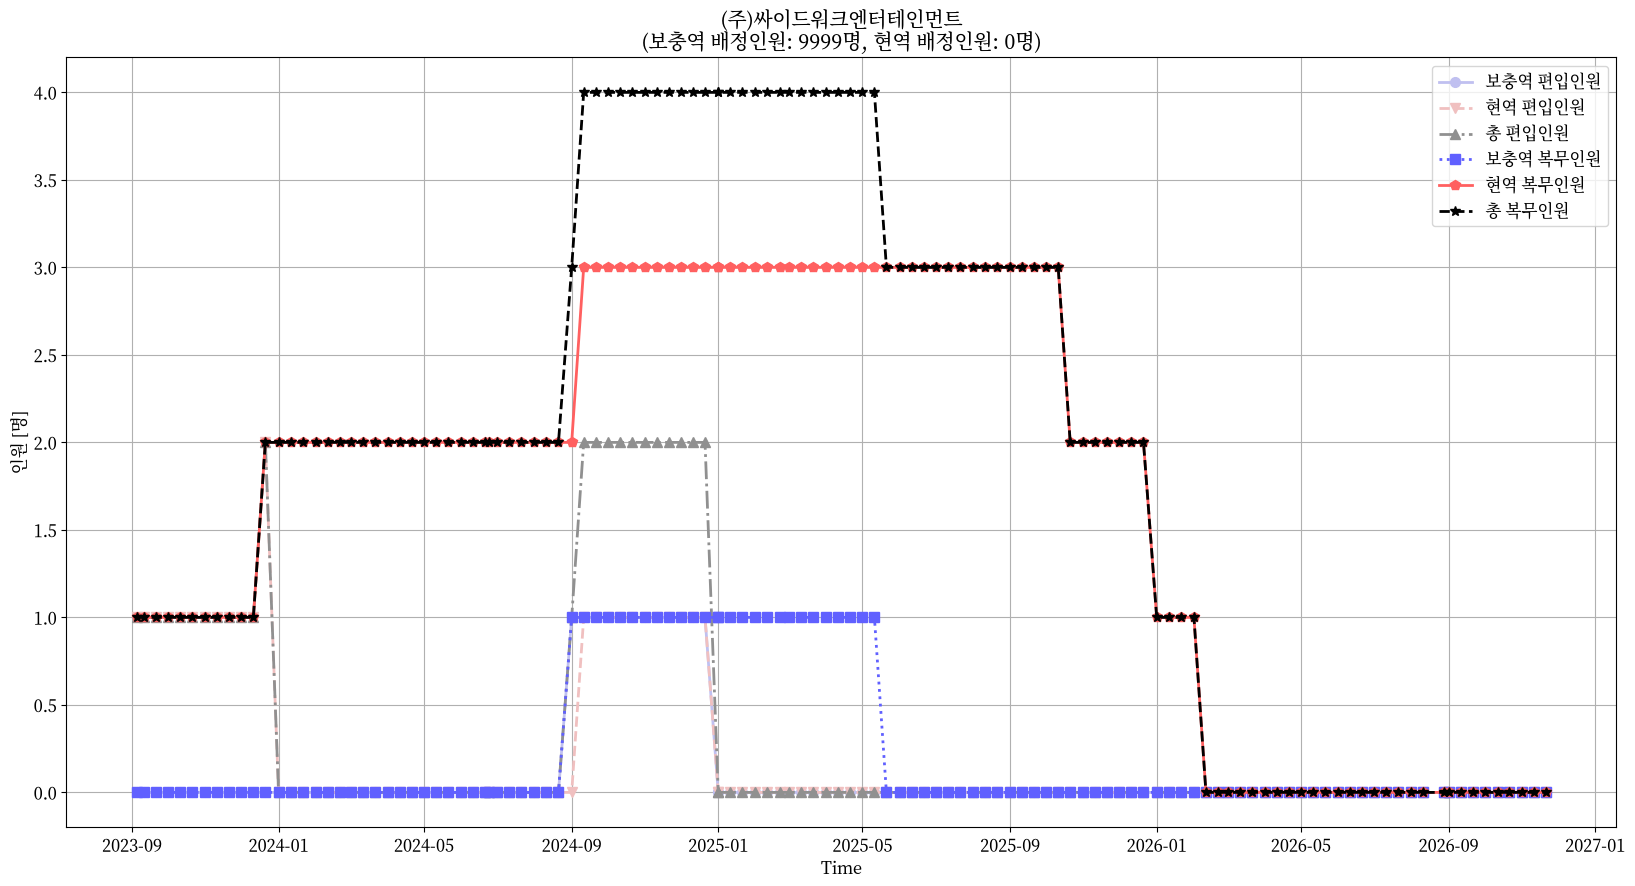 (주)싸이드워크엔터테인먼트
(보충역 배정인원: 9999명, 현역 배정인원: 0명)
보충역 편입인원
현역 편입인원
총 편입인원
보충역 복무인원
현역 복무인원
총 복무인원
인원 [명]
4.0
3.5
3.0
2.5
2.0
1.5
1.0
0.5
0.0
2023-09
2024-01
2024-05
2024-09
2025-01
2025-05
2025-09
2026-01
2026-05
2026-09
2027-01
Time